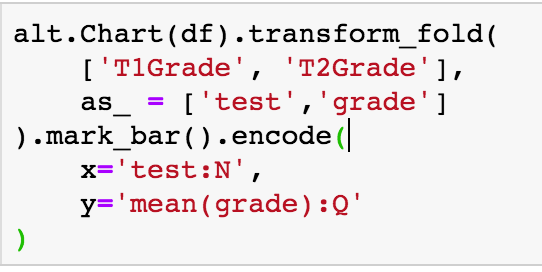 alt.Chart(df).transform_fold(
    ['T1Grade', 'T2Grade'],
    as_ = ['test','grade']
).mark_bar().encode(
    x='test:N',
    y='mean(grade):Q'
)